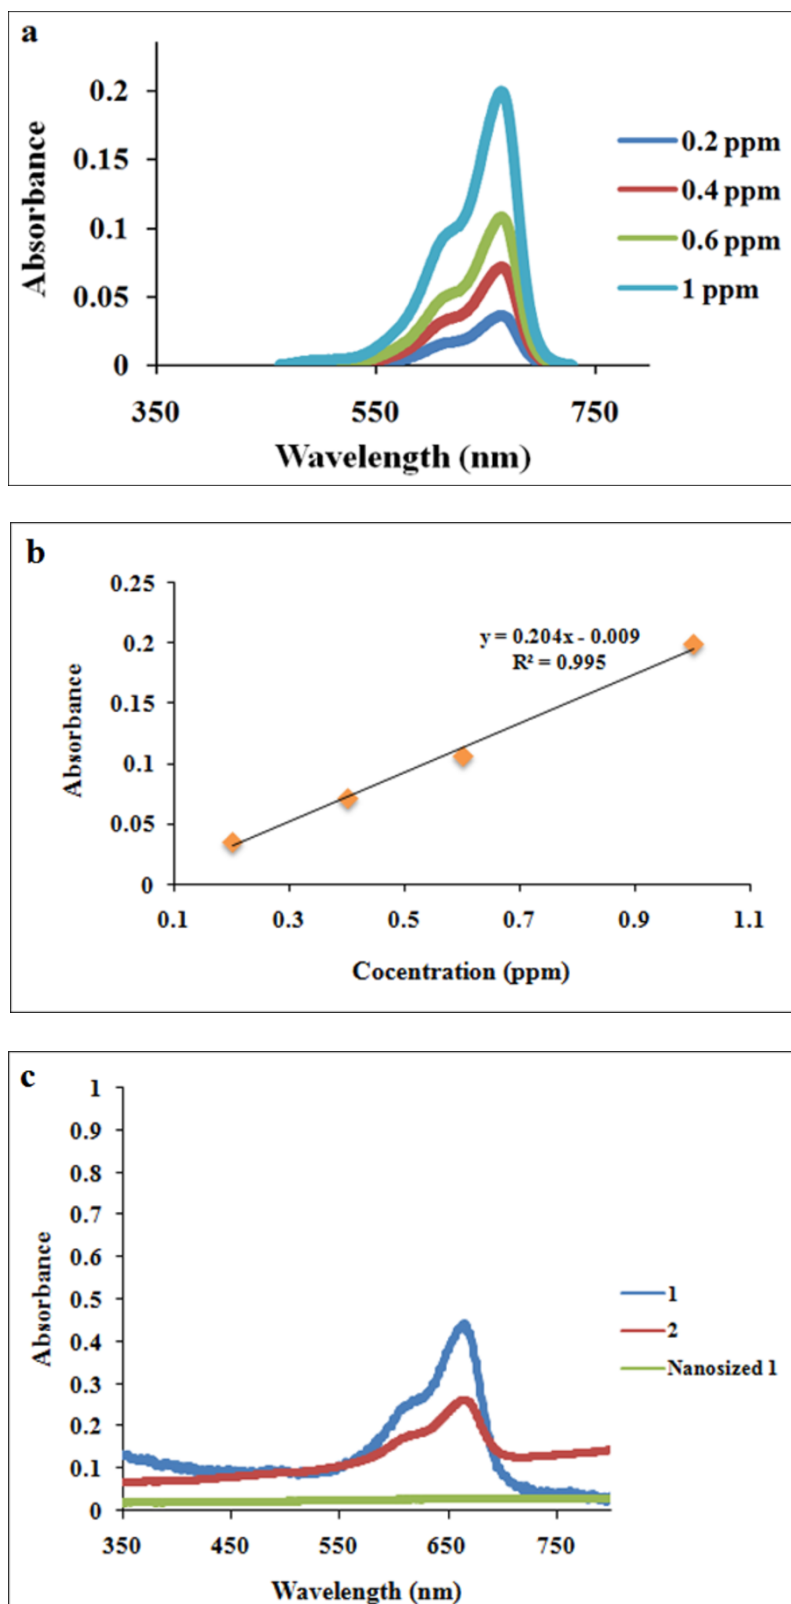 a
0.2
0.15
0.1
0.05
0
Absorbance
350
550
750
Wavelength (nm)
0.2 ppm
0.4 ppm
0.6 ppm
1 ppm
b
0.25
0.2
0.15
0.1
0.05
0
Absorbance
y = 0.204x - 0.009
R² = 0.995
0.1
0.3
0.5
0.7
0.9
1.1
Cocentration (ppm)
c
1
0.9
0.8
0.7
0.6
0.5
0.4
0.3
0.2
0.1
0
Absorbance
350
450
550
650
750
Wavelength (nm)
1
2
Nanosized 1